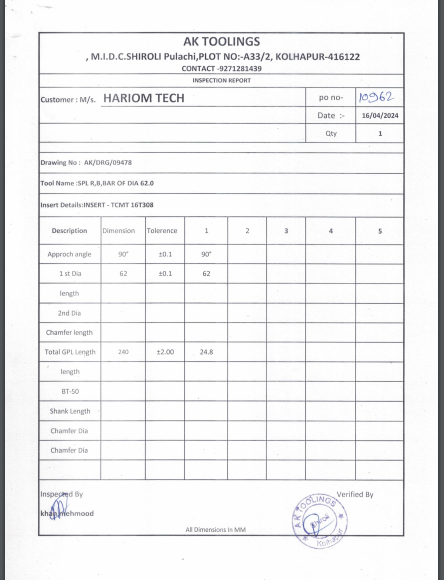 AK TOOLINGS
, M.I.D.C.SHIROLI Pulachi,PLOT NO:-A33/2, KOLHAPUR-416122
CONTACT -9271281439
INSPECTION REPORT
Customer : M/s. HARIOM TECH po no- 10962
Date :- 16/04/2024
Qty 1
Drawing No : AK/DRG/09478
Tool Name :SPL R,B,BAR OF DIA 62.0
Insert Details:INSERT - TCMT 16T308
Description Dimension Tolerence 1 2 3 4 5
Approch angle 90° ±0.1 90°
1 st Dia 62 ±0.1 62
length
2nd Dia
Chamfer length
Total GPL Length 240 ±2.00 24.8
length
BT-50
Shank Length
Chamfer Dia
Chamfer Dia
Inspected By Verified By
khan mehmood
AK TOOLINGS
Shiroli
Kolhapur
All Dimensions In MM